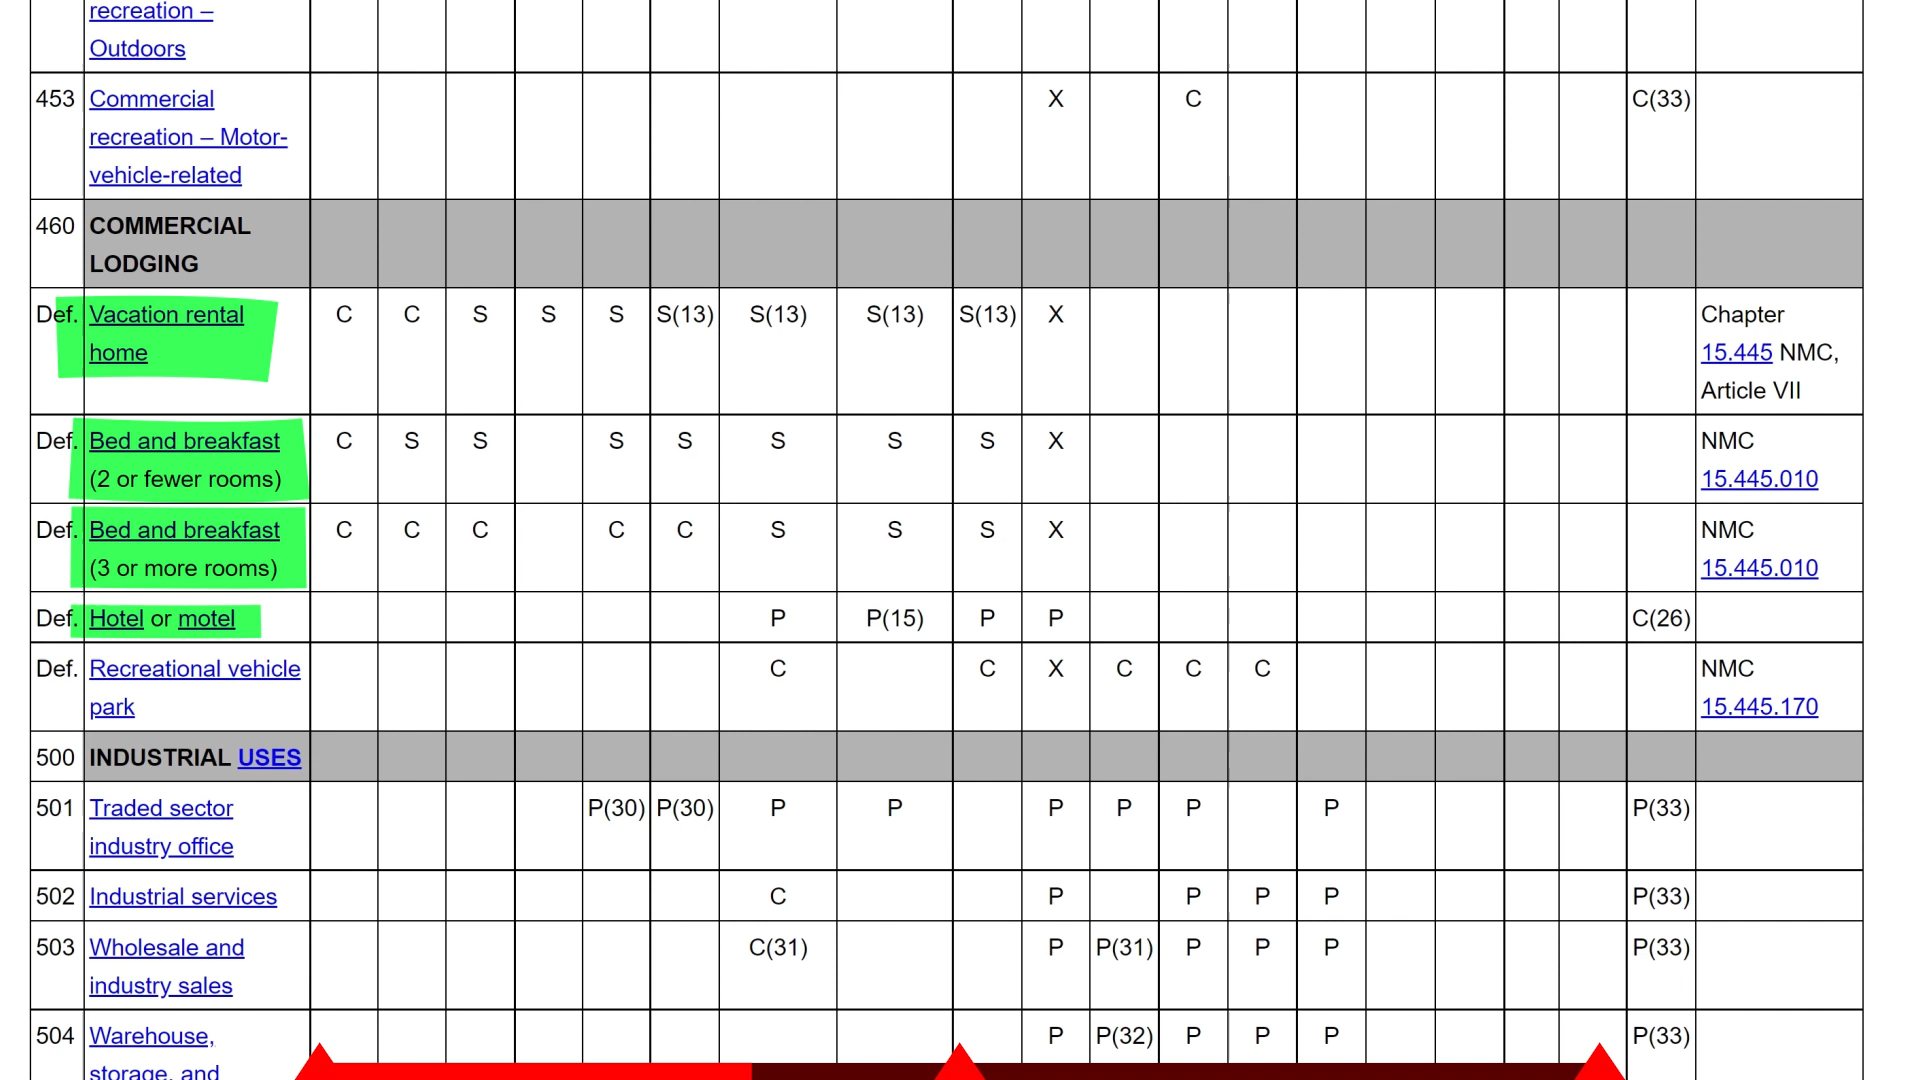 recreation –
Outdoors
453 Commercial X C C(33)
recreation – Motor-
vehicle-related
460 COMMERCIAL
LODGING
Def. Vacation rental C C S S S S(13) S(13) S(13) S(13) X Chapter
home 15.445 NMC,
Article VII
Def. Bed and breakfast C S S S S S S S X NMC
(2 or fewer rooms) 15.445.010
Def. Bed and breakfast C C C C C S S S X NMC
(3 or more rooms) 15.445.010
Def. Hotel or motel P P(15) P P C(26)
Def. Recreational vehicle C C X C C C NMC
park 15.445.170
500 INDUSTRIAL USES
501 Traded sector P(30) P(30) P P P P P P P(33)
industry office
502 Industrial services C P P P P P(33)
503 Wholesale and C(31) P P(31) P P P P(33)
industry sales
504 Warehouse, P P(32) P P P P(33)
storage, and